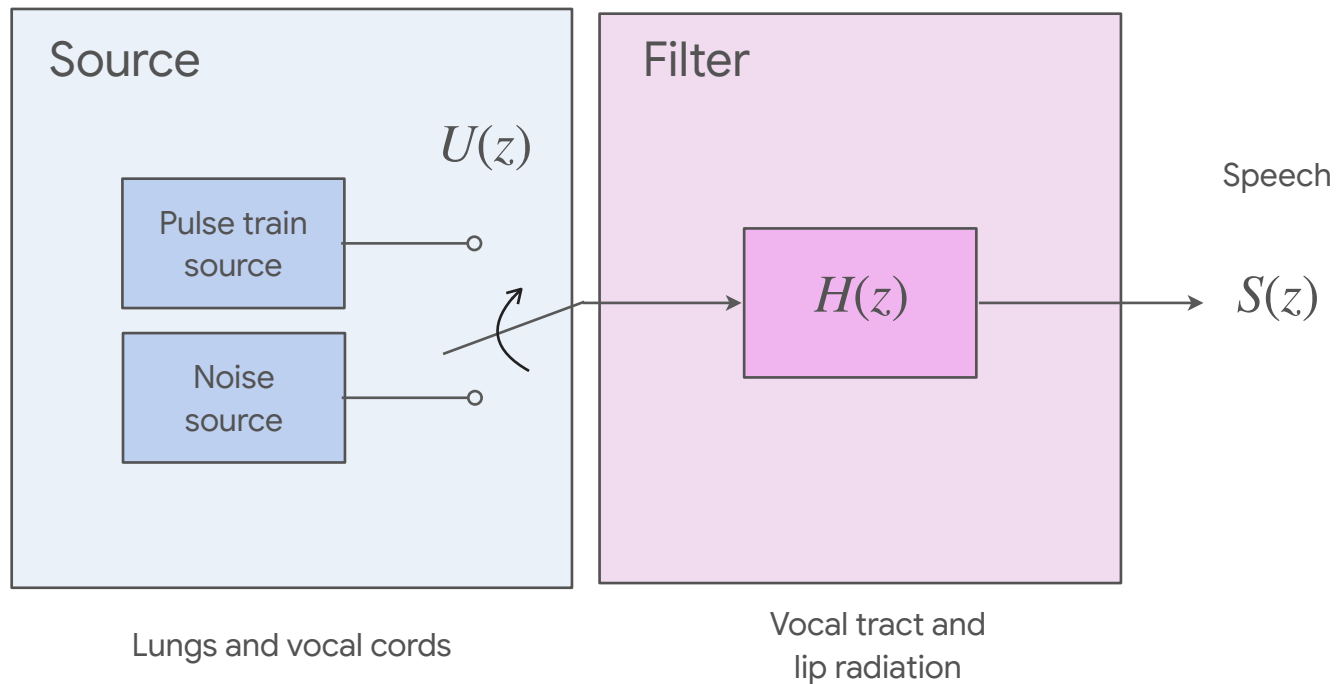 Source
Filter
U(z)
Pulse train
source
Noise
source
H(z)
Speech
S(z)
Lungs and vocal cords
Vocal tract and
lip radiation